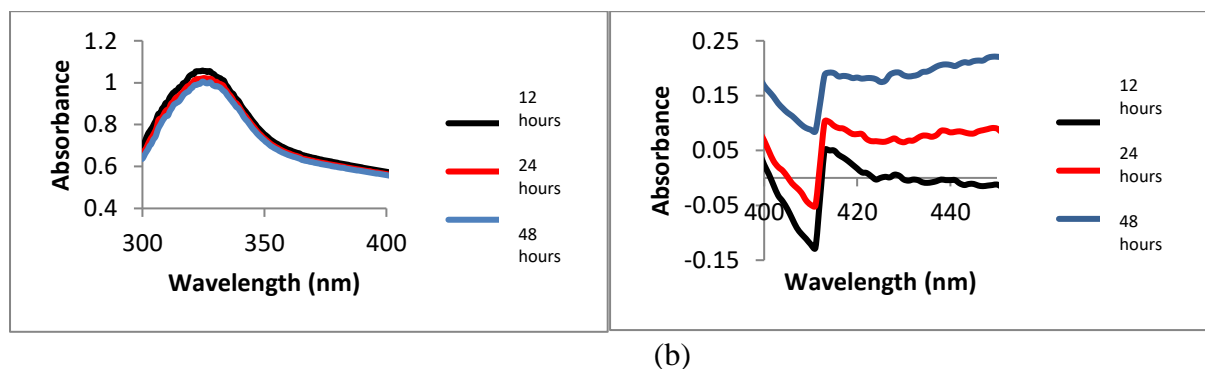 1.2
1
0.8
0.6
0.4
Absorbance
300
350
400
Wavelength (nm)
12
hours
24
hours
48
hours
0.25
0.15
0.05
-0.05
-0.15
Absorbance
400
420
440
Wavelength (nm)
12
hours
24
hours
48
hours
(b)